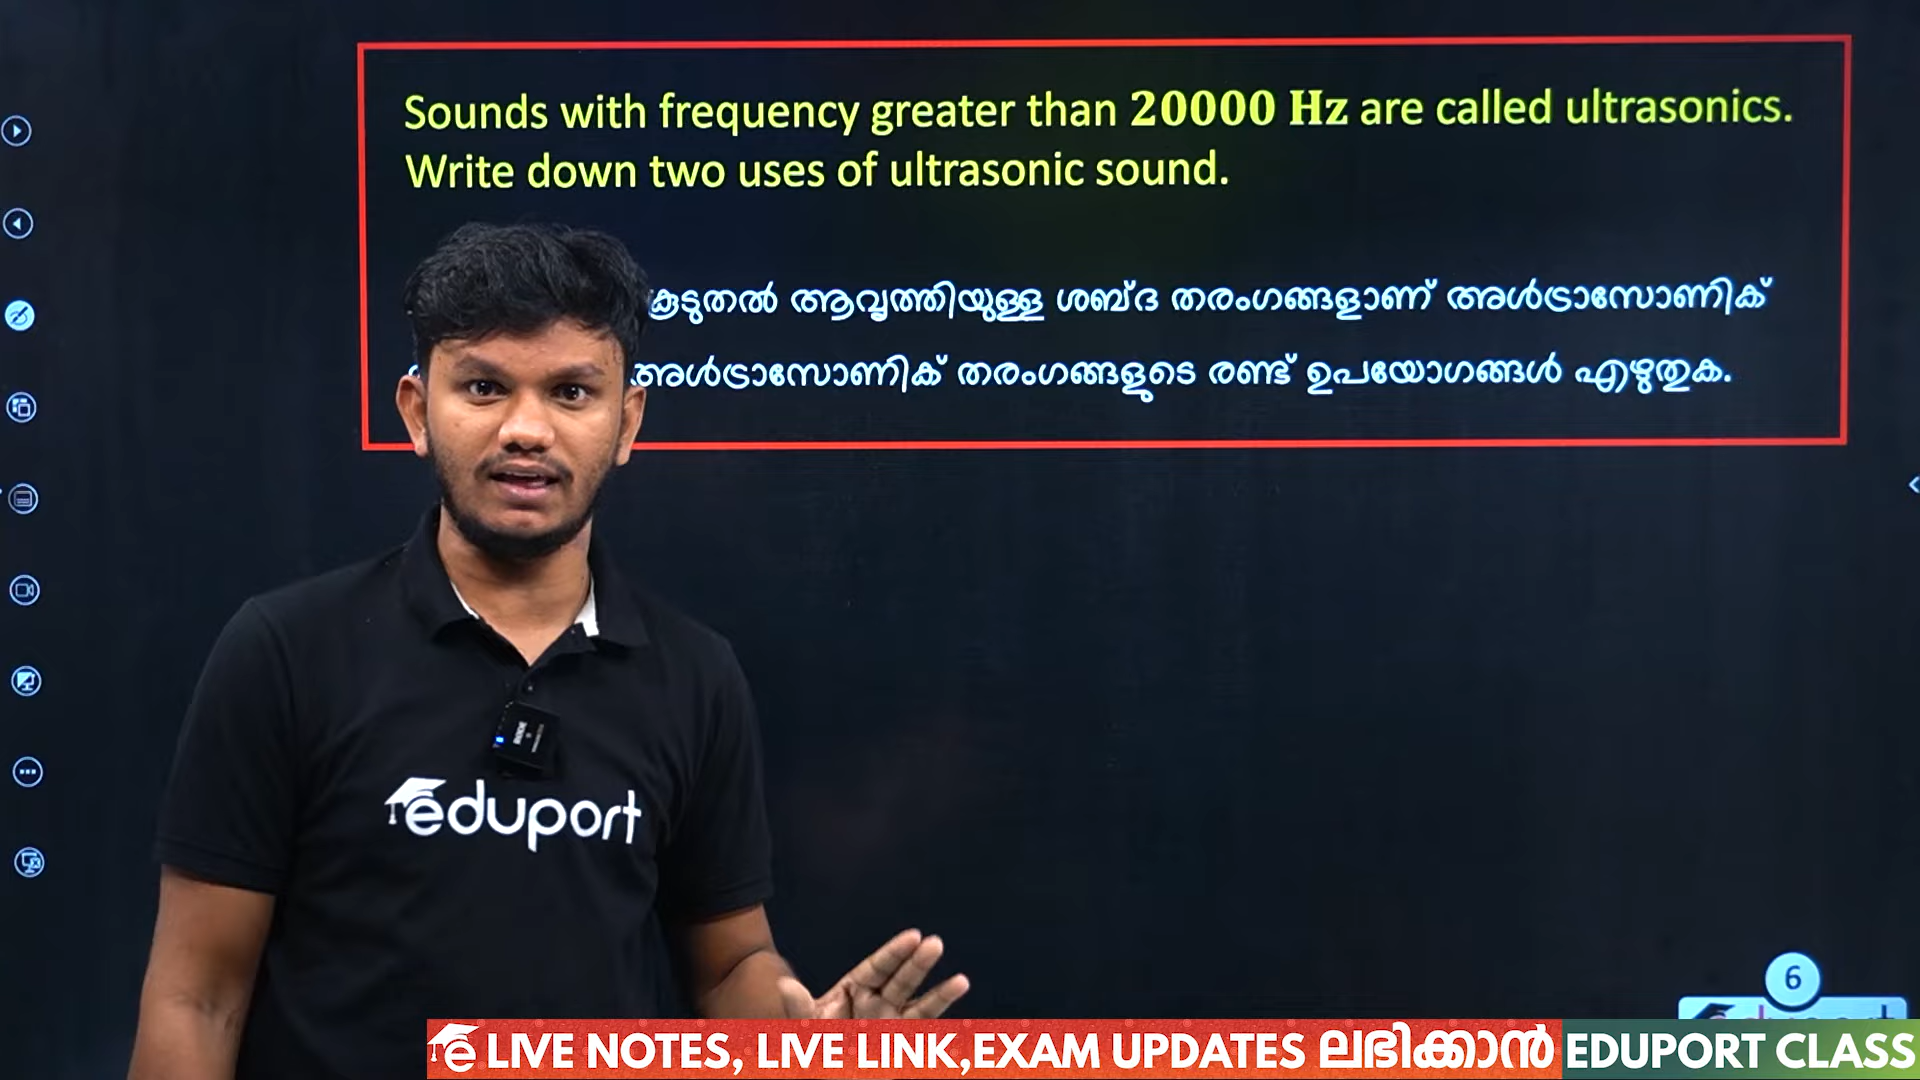 Sounds with frequency greater than 20000 Hz are called ultrasonics.
Write down two uses of ultrasonic sound.
കൂടുതൽ ആവൃത്തിയുള്ള ശബ്ദ തരംഗങ്ങളാണ് അൾട്രാസോണിക്
അൾട്രാസോണിക് തരംഗങ്ങളുടെ രണ്ട് ഉപയോഗങ്ങൾ എഴുതുക.
eduport
6
LIVE NOTES, LIVE LINK,EXAM UPDATES ലഭിക്കാൻ EDUPORT CLASS